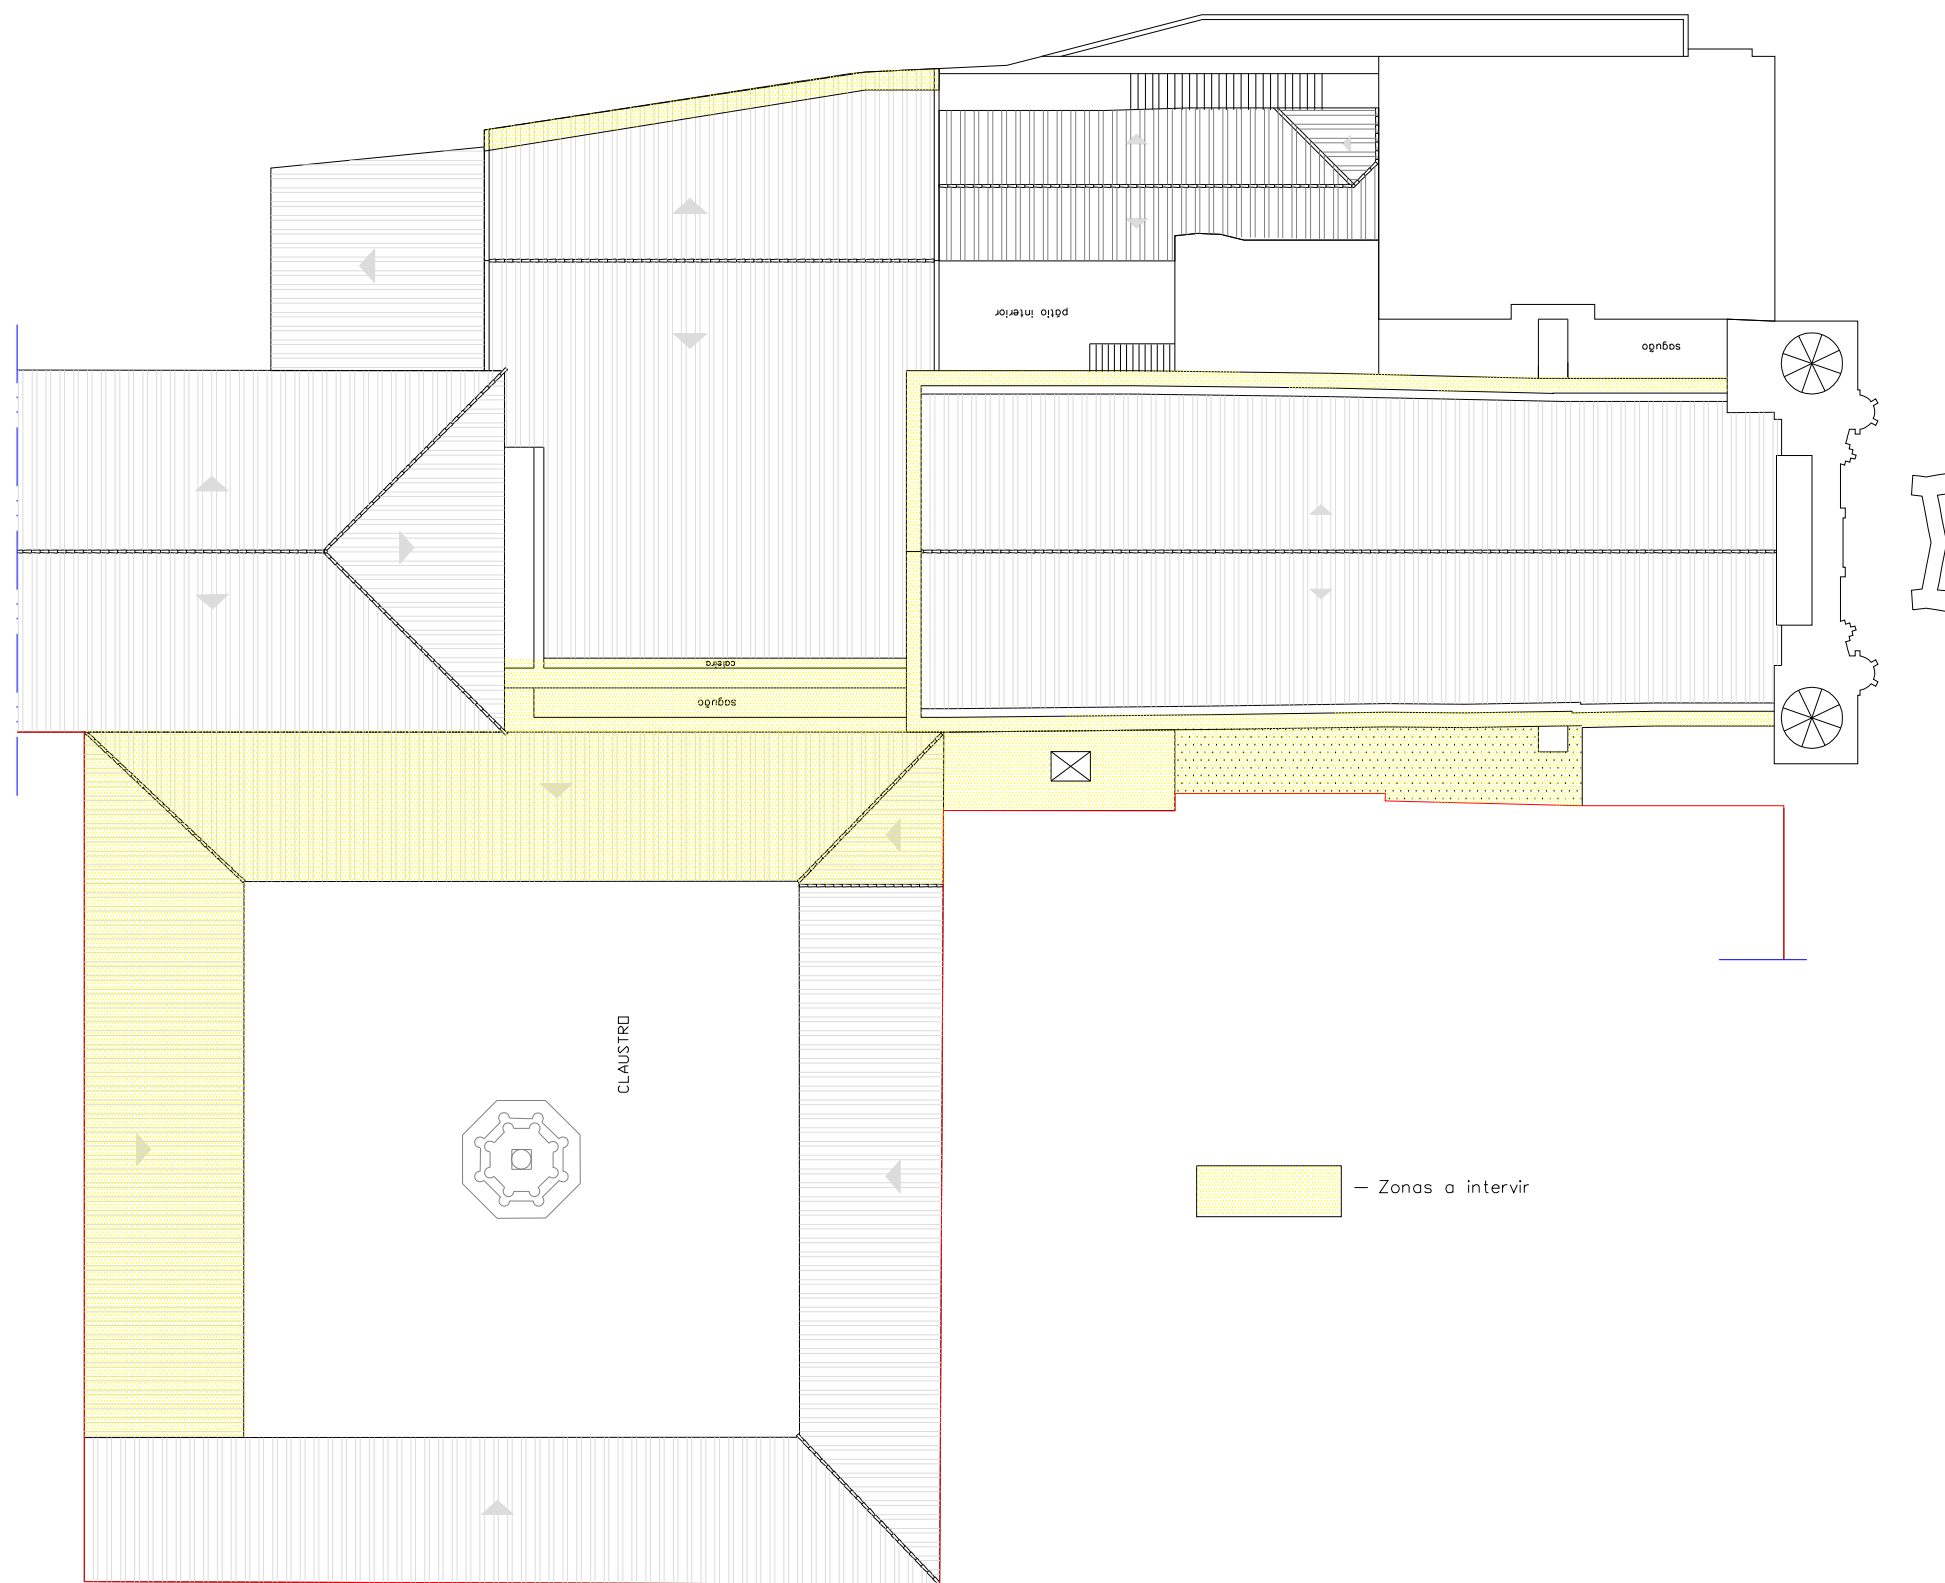 pátio interior
saguão
caleira
saguão
CLAUSTRO
– Zonas a intervir